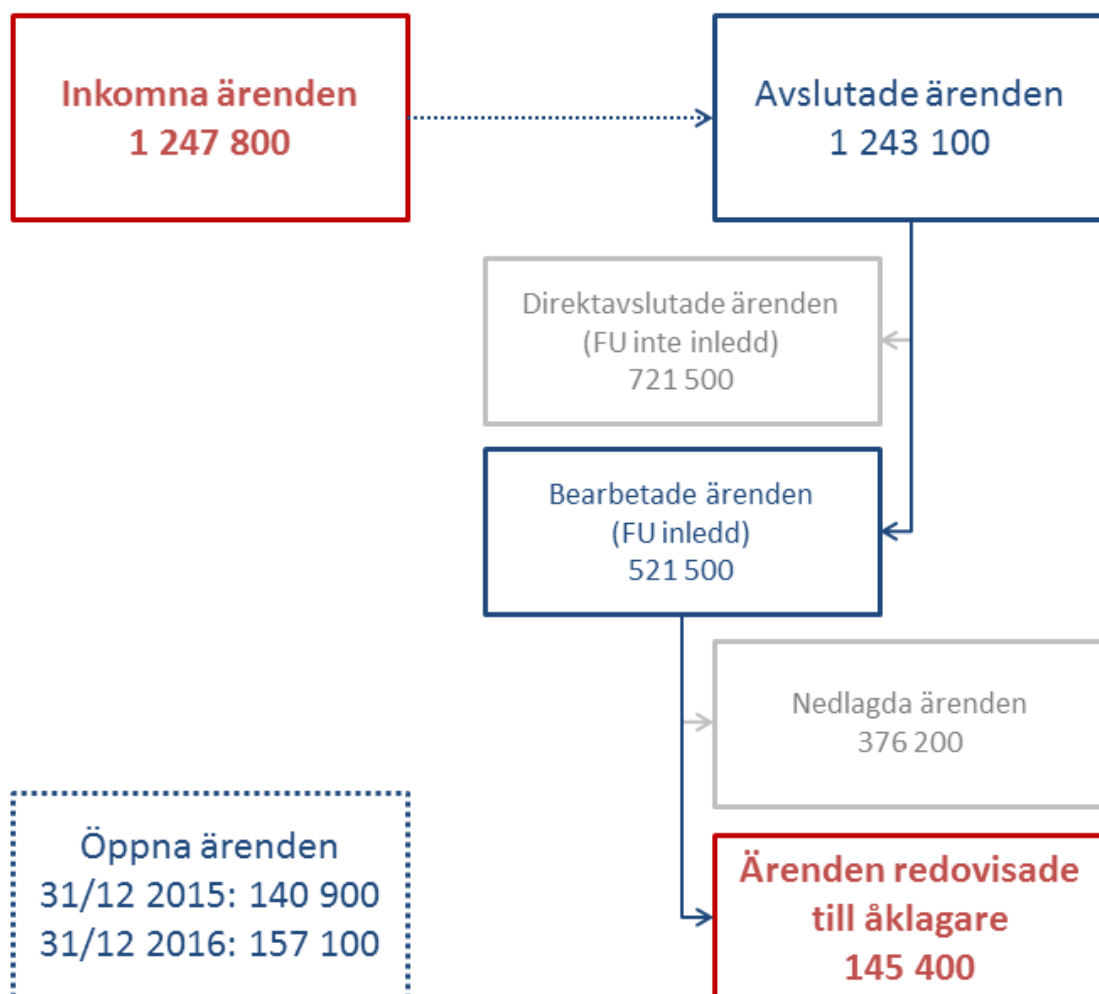 Inkomna ärenden
1 247 800
Avslutade ärenden
1 243 100
Direktavslutade ärenden
(FU inte inledd)
721 500
Bearbetade ärenden
(FU inledd)
521 500
Nedlagda ärenden
376 200
Öppna ärenden
31/12 2015: 140 900
31/12 2016: 157 100
Ärenden redovisade
till åklagare
145 400